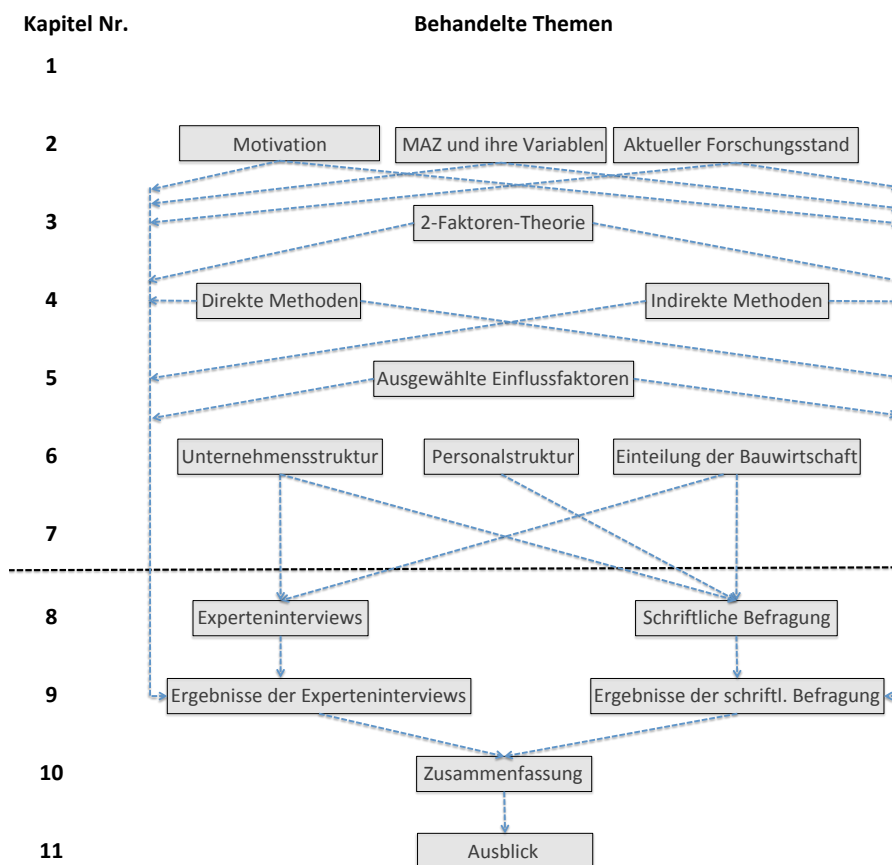 Kapitel Nr. Behandelte Themen
1
2 Motivation MAZ und ihre Variablen Aktueller Forschungsstand
3 2-Faktoren-Theorie
4 Direkte Methoden Indirekte Methoden
5 Ausgewählte Einflussfaktoren
6 Unternehmensstruktur Personalstruktur Einteilung der Bauwirtschaft
7
8 Experteninterviews Schriftliche Befragung
9 Ergebnisse der Experteninterviews Ergebnisse der schriftl. Befragung
10 Zusammenfassung
11 Ausblick